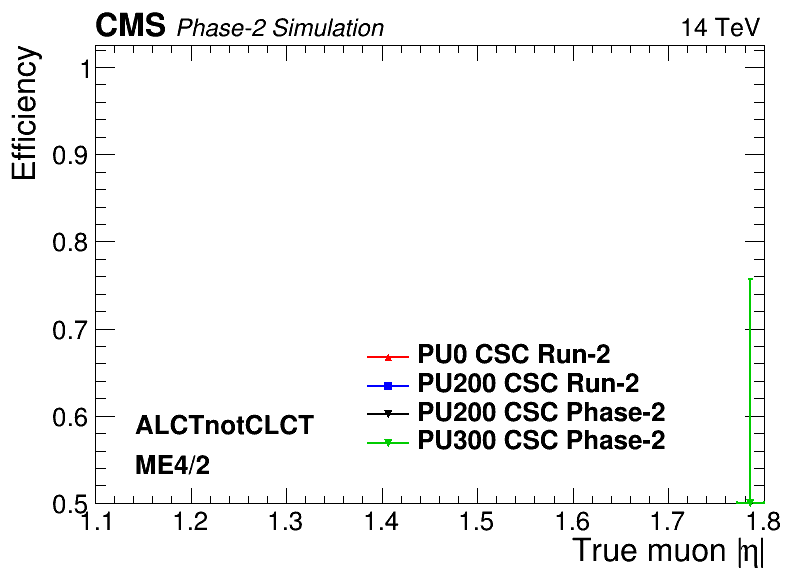 CMS Phase-2 Simulation 14 TeV
Efficiency
1
0.9
0.8
0.7
0.6
0.5
PU0 CSC Run-2
PU200 CSC Run-2
PU200 CSC Phase-2
PU300 CSC Phase-2
ALCTnotCLCT
ME4/2
1.1 1.2 1.3 1.4 1.5 1.6 1.7 1.8
True muon |η|